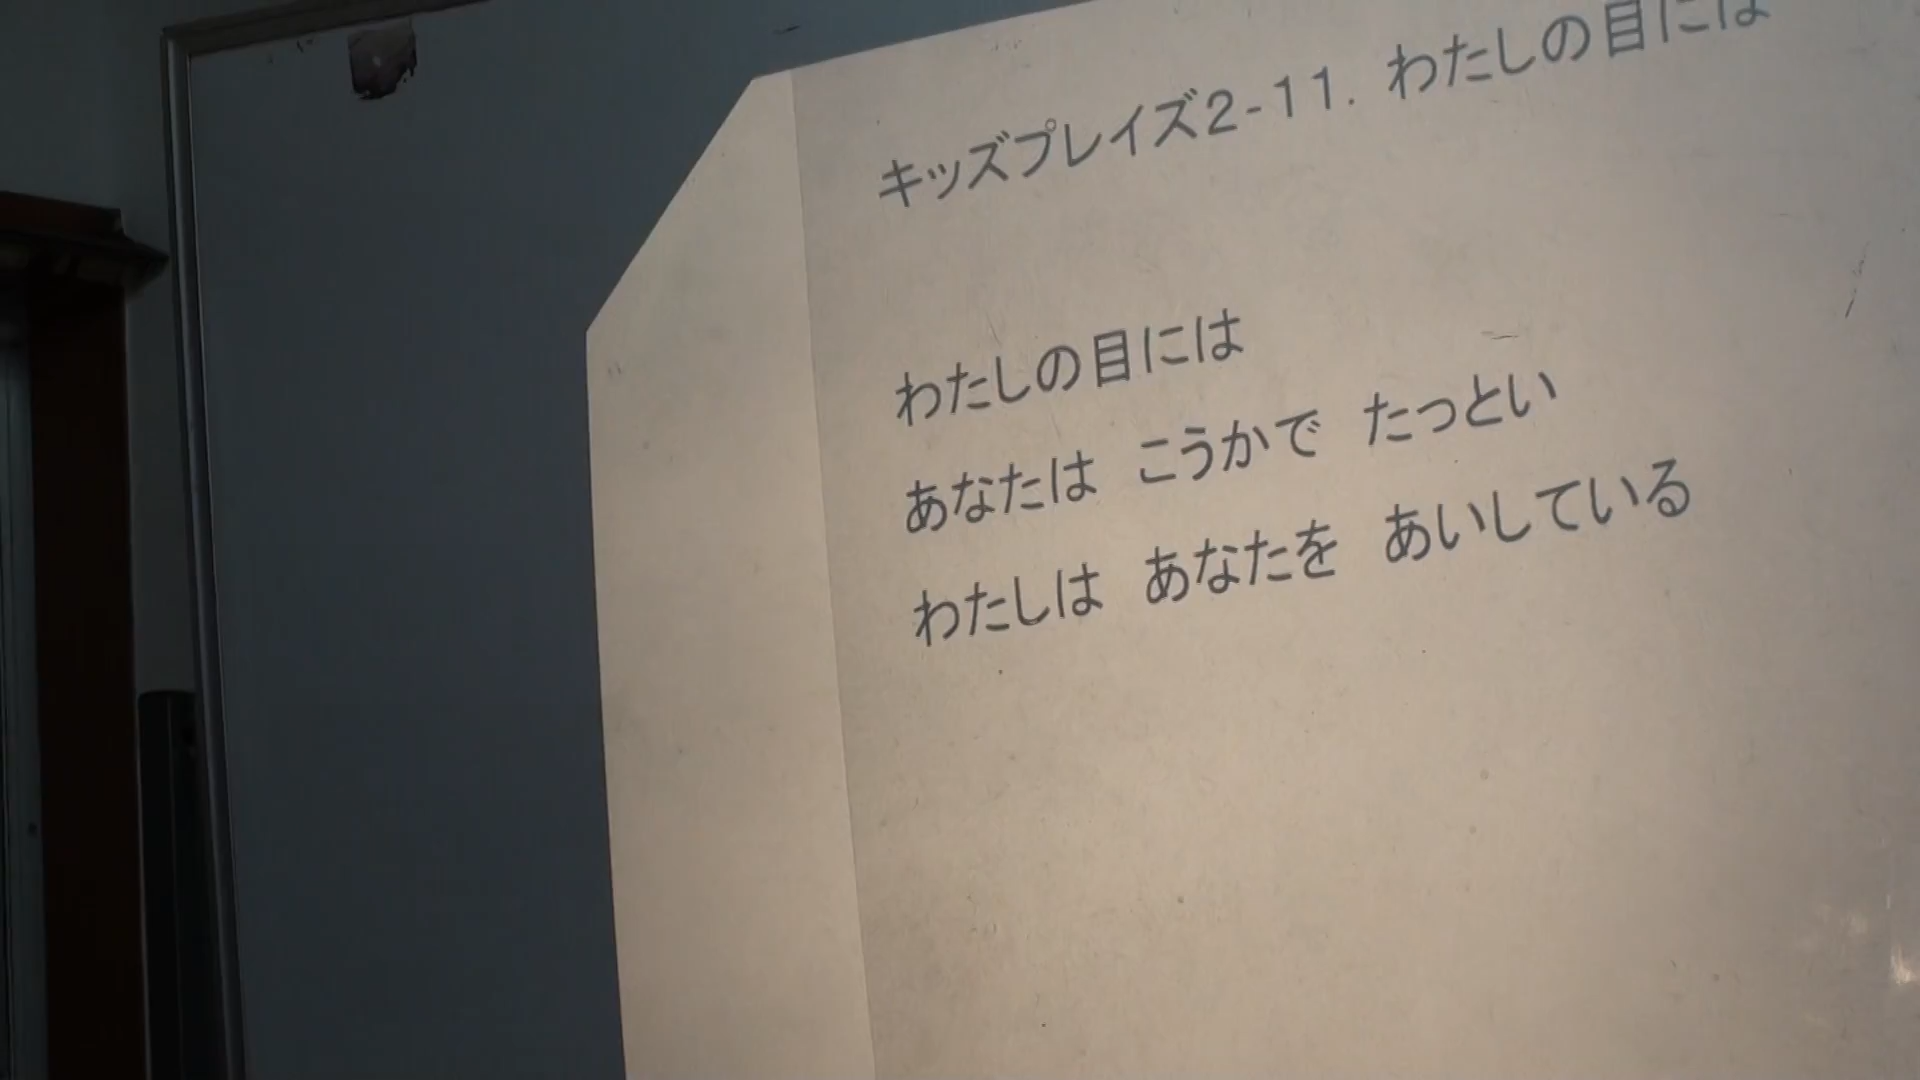 キッズプレイズ2-11. わたしの目には
わたしの目には
あなたは こうかで たっとい
わたしは あなたを あいしている